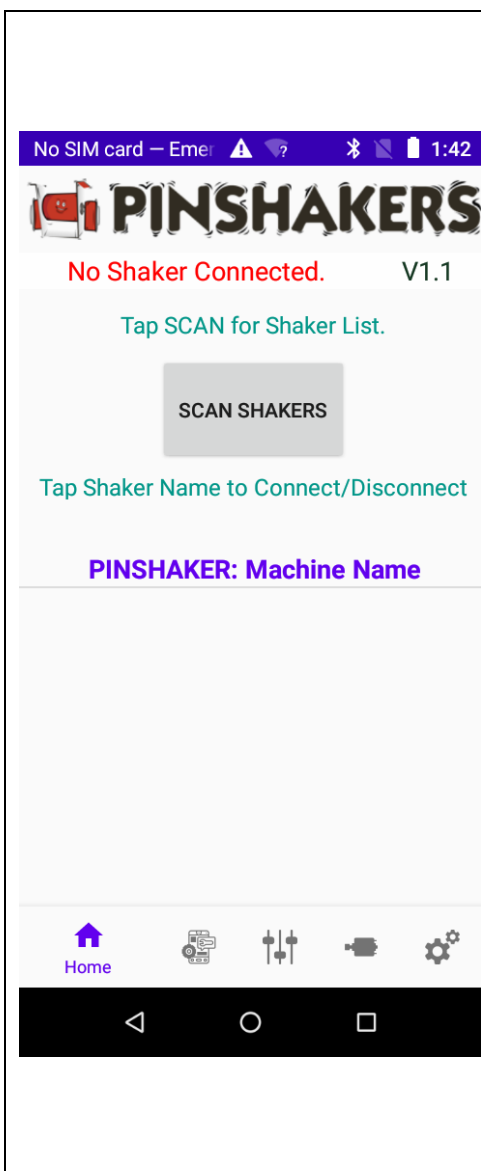 No SIM card — Emer 1:42
PINSHAKERS
No Shaker Connected. V1.1
Tap SCAN for Shaker List.
SCAN SHAKERS
Tap Shaker Name to Connect/Disconnect
PINSHAKER: Machine Name
Home